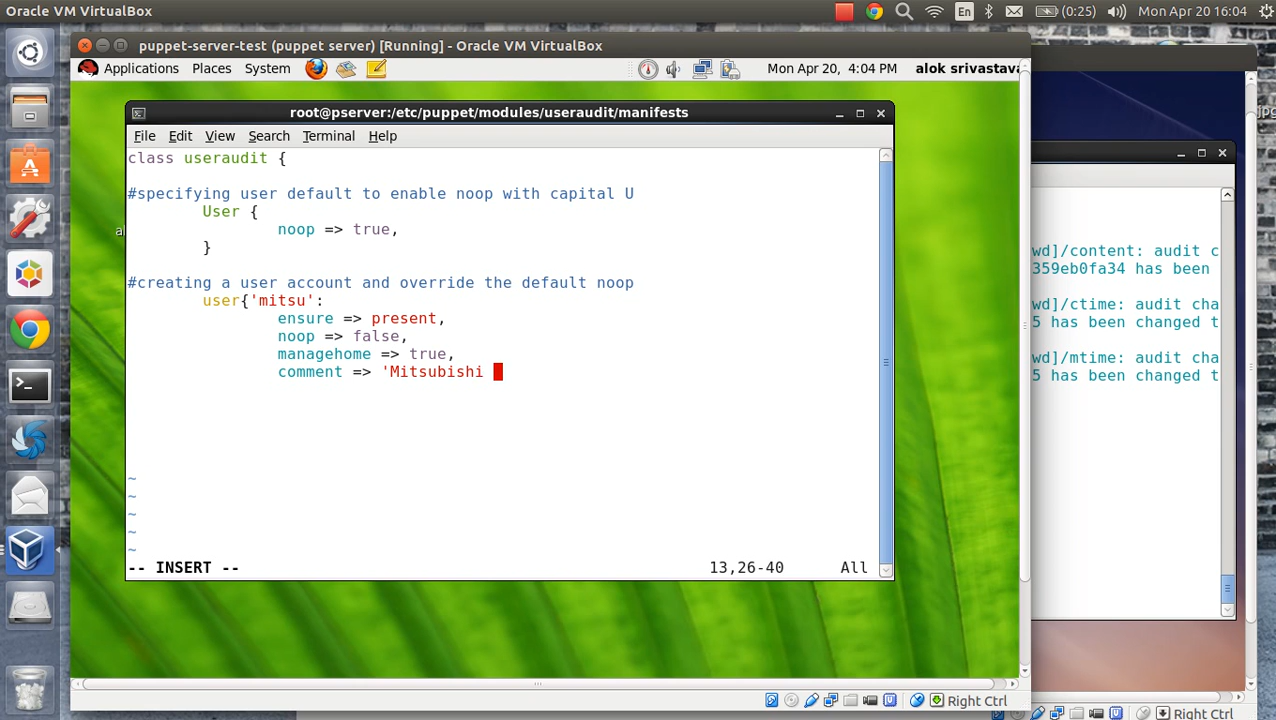 Oracle VM VirtualBox
En
(0:25)
Mon Apr 20 16:04
puppet-server-test (puppet server) [Running] - Oracle VM VirtualBox
Applications Places System
Mon Apr 20, 4:04 PM
alok srivastava
root@pserver:/etc/puppet/modules/useraudit/manifests
File Edit View Search Terminal Help
class useraudit {
#specifying user default to enable noop with capital U
User {
noop => true,
}
#creating a user account and override the default noop
user{'mitsu':
ensure => present,
noop => false,
managehome => true,
comment => 'Mitsubishi
~
~
~
~
~
-- INSERT --
13,26-40
All
wd]/content: audit c
359eb0fa34 has been
wd]/ctime: audit cha
5 has been changed t
wd]/mtime: audit cha
5 has been changed t
Right Ctrl
Right Ctrl